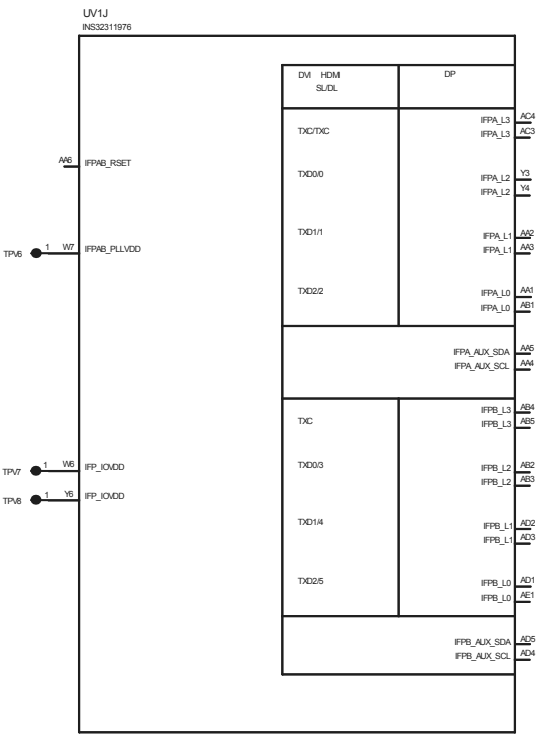 UV1J
INS32311976
DVI HDMI DP
SL/DL
TXC/TXC
IFPA_L3 AC4
IFPA_L3 AC3
AA6 IFPAB_RSET
TXD0/0
IFPA_L2 Y3
IFPA_L2 Y4
TXD1/1
IFPA_L1 AA2
IFPA_L1 AA3
TPV6 1 W7 IFPAB_PLLVDD
TXD2/2
IFPA_L0 AA1
IFPA_L0 AB1
IFPA_AUX_SDA AA5
IFPA_AUX_SCL AA4
TXC
IFPB_L3 AB4
IFPB_L3 AB5
TPV7 1 W6 IFP_IOVDD
TXD0/3
IFPB_L2 AB2
IFPB_L2 AB3
TPV8 1 Y6 IFP_IOVDD
TXD1/4
IFPB_L1 AD2
IFPB_L1 AD3
TXD2/5
IFPB_L0 AD1
IFPB_L0 AE1
IFPB_AUX_SDA AD5
IFPB_AUX_SCL AD4